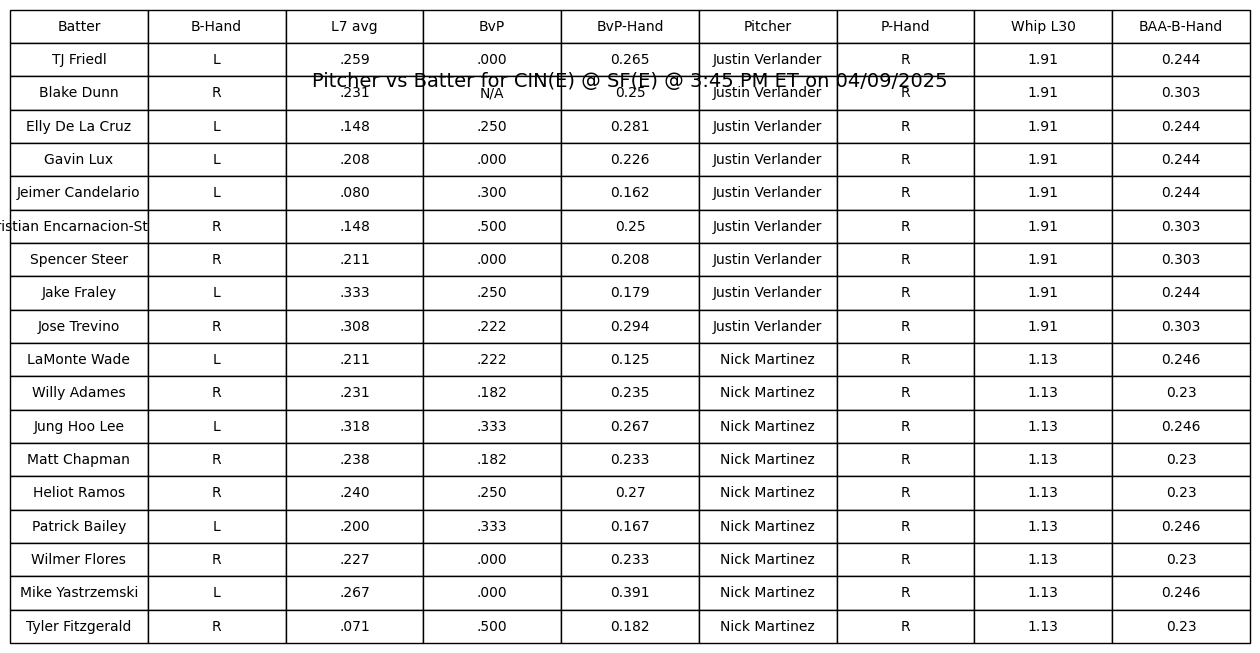 Batter B-Hand L7 avg BvP BvP-Hand Pitcher P-Hand Whip L30 BAA-B-Hand
TJ Friedl L .259 .000 0.265 Justin Verlander R 1.91 0.244
Pitcher vs Batter for CIN(E) @ SF(E) @ 3:45 PM ET on 04/09/2025
Blake Dunn R .231 N/A 0.25 Justin Verlander R 1.91 0.303
Elly De La Cruz L .148 .250 0.281 Justin Verlander R 1.91 0.244
Gavin Lux L .208 .000 0.226 Justin Verlander R 1.91 0.244
Jeimer Candelario L .080 .300 0.162 Justin Verlander R 1.91 0.244
istian Encarnacion-St R .148 .500 0.25 Justin Verlander R 1.91 0.303
Spencer Steer R .211 .000 0.208 Justin Verlander R 1.91 0.303
Jake Fraley L .333 .250 0.179 Justin Verlander R 1.91 0.244
Jose Trevino R .308 .222 0.294 Justin Verlander R 1.91 0.303
LaMonte Wade L .211 .222 0.125 Nick Martinez R 1.13 0.246
Willy Adames R .231 .182 0.235 Nick Martinez R 1.13 0.23
Jung Hoo Lee L .318 .333 0.267 Nick Martinez R 1.13 0.246
Matt Chapman R .238 .182 0.233 Nick Martinez R 1.13 0.23
Heliot Ramos R .240 .250 0.27 Nick Martinez R 1.13 0.23
Patrick Bailey L .200 .333 0.167 Nick Martinez R 1.13 0.246
Wilmer Flores R .227 .000 0.233 Nick Martinez R 1.13 0.23
Mike Yastrzemski L .267 .000 0.391 Nick Martinez R 1.13 0.246
Tyler Fitzgerald R .071 .500 0.182 Nick Martinez R 1.13 0.23